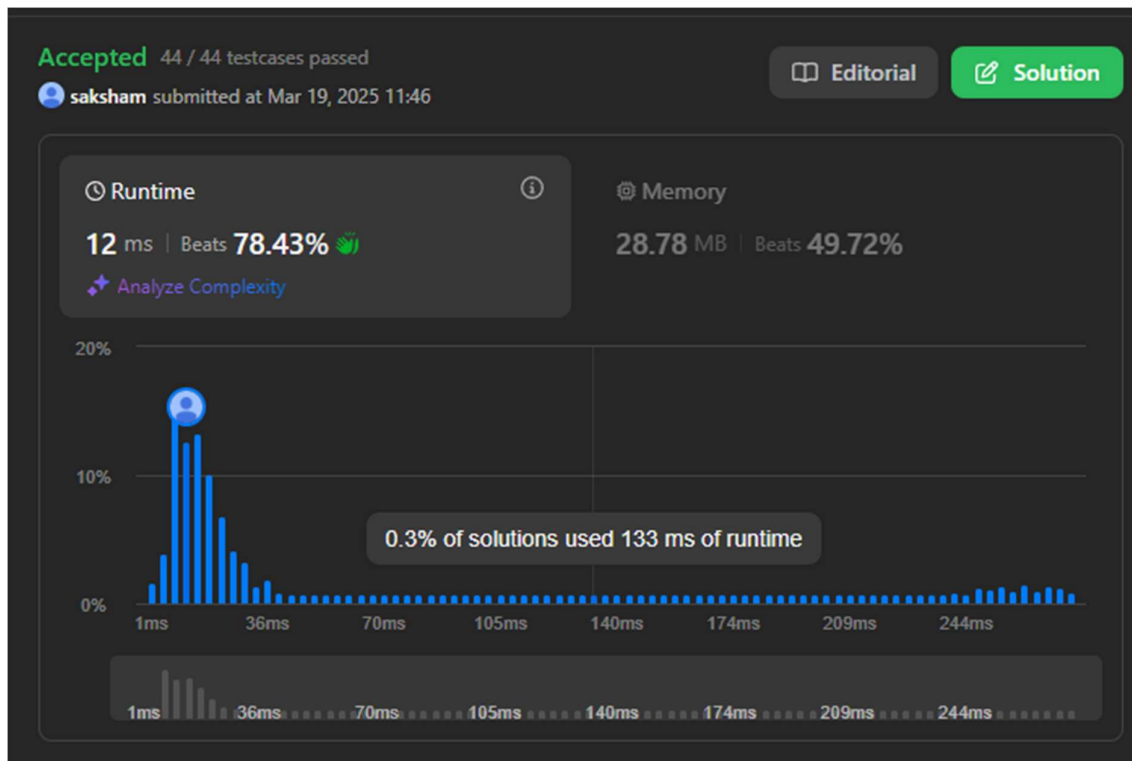 Accepted 44 / 44 testcases passed
Editorial
Solution
saksham submitted at Mar 19, 2025 11:46
Runtime
12 ms | Beats 78.43%
Analyze Complexity
Memory
28.78 MB | Beats 49.72%
20%
10%
0%
0.3% of solutions used 133 ms of runtime
1ms 36ms 70ms 105ms 140ms 174ms 209ms 244ms
1ms 36ms 70ms 105ms 140ms 174ms 209ms 244ms